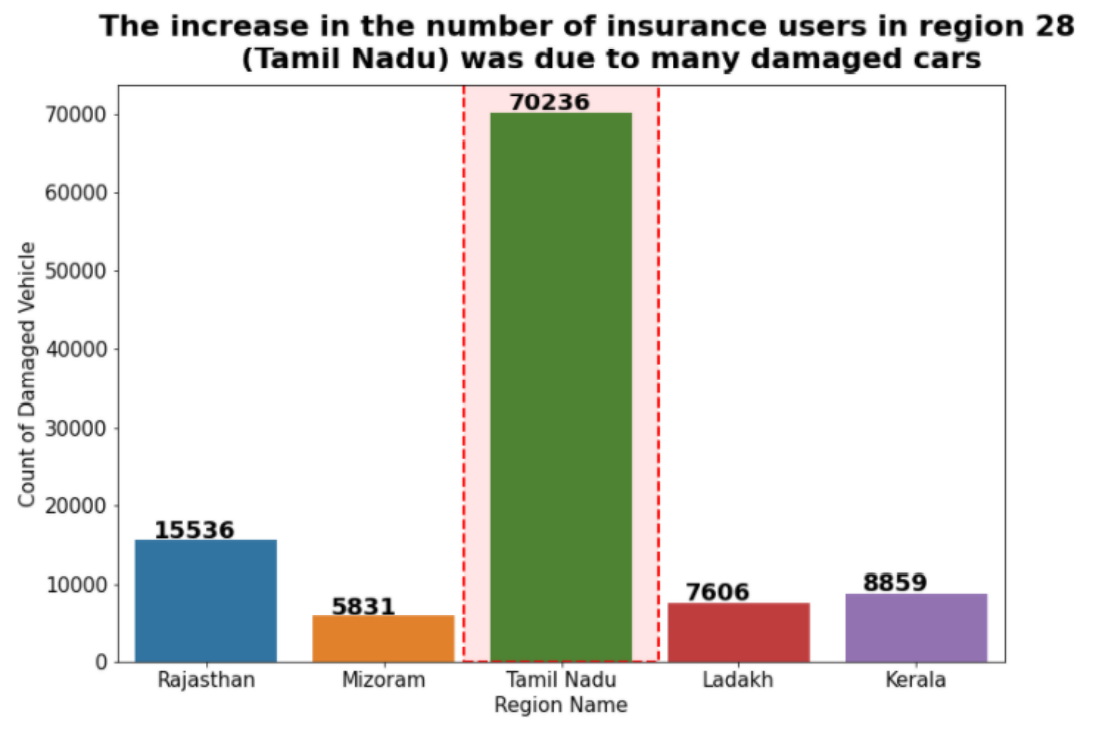 The increase in the number of insurance users in region 28
(Tamil Nadu) was due to many damaged cars
Count of Damaged Vehicle
70000
60000
50000
40000
30000
20000
10000
0
15536
5831
70236
7606
8859
Rajasthan
Mizoram
Tamil Nadu
Ladakh
Kerala
Region Name